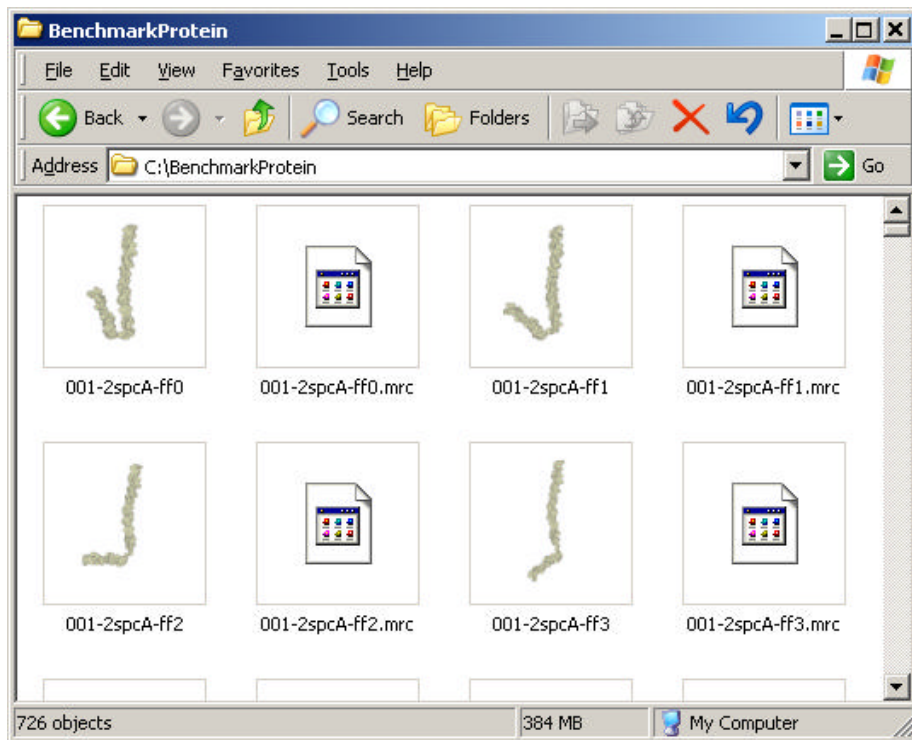 BenchmarkProtein
File Edit View Favorites Tools Help
Back Search Folders
Address C:\BenchmarkProtein Go
001-2spcA-ff0 001-2spcA-ff0.mrc 001-2spcA-ff1 001-2spcA-ff1.mrc
001-2spcA-ff2 001-2spcA-ff2.mrc 001-2spcA-ff3 001-2spcA-ff3.mrc
726 objects 384 MB My Computer